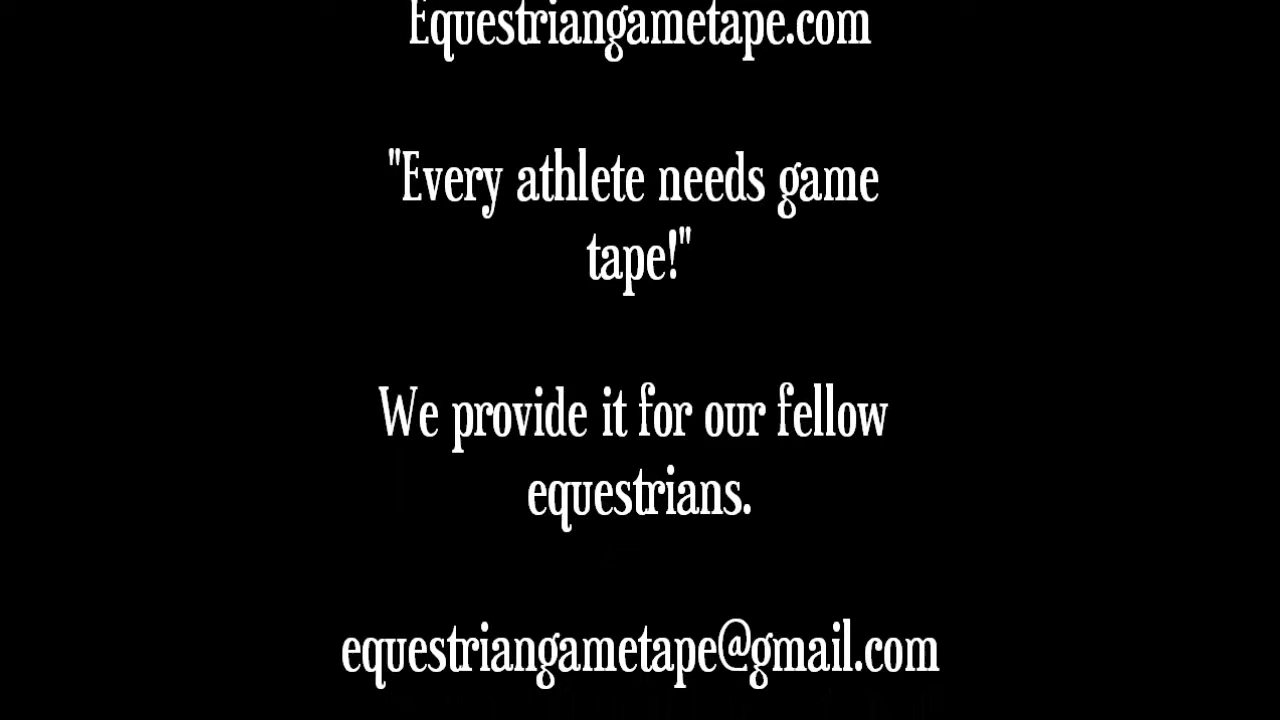 Equestriangametape.com
"Every athlete needs game
tape!"
We provide it for our fellow
equestrians.
equestriangametape@gmail.com